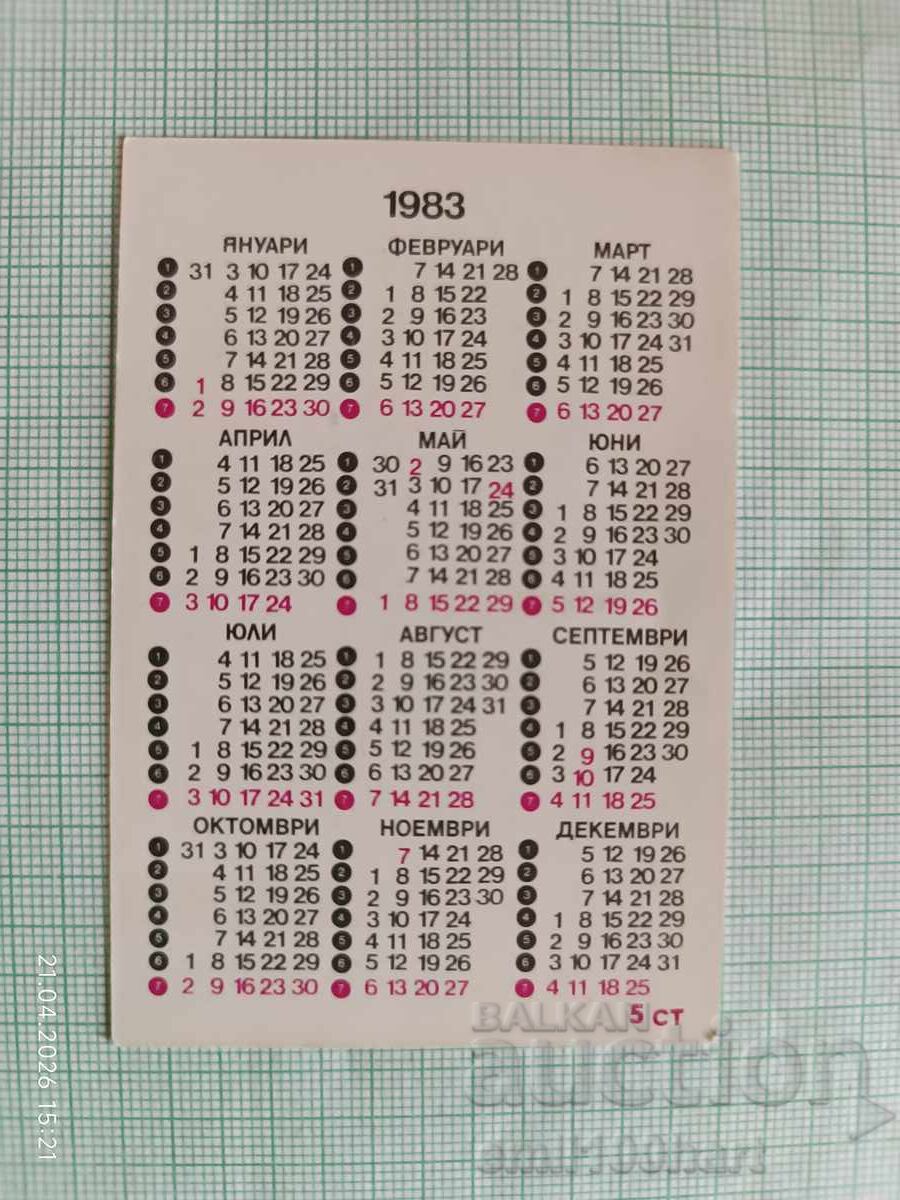 1983
ЯНУАРИ ФЕВРУАРИ МАРТ
1 31 3 10 17 24 1 7 14 21 28 1 7 14 21 28
2 4 11 18 25 2 1 8 15 22 2 1 8 15 22 29
3 5 12 19 26 3 2 9 16 23 3 2 9 16 23 30
4 6 13 20 27 4 3 10 17 24 4 3 10 17 24 31
5 7 14 21 28 5 4 11 18 25 5 4 11 18 25
6 1 8 15 22 29 6 5 12 19 26 6 5 12 19 26
7 2 9 16 23 30 7 6 13 20 27 7 6 13 20 27
АПРИЛ МАЙ ЮНИ
1 4 11 18 25 1 30 2 9 16 23 1 6 13 20 27
2 5 12 19 26 2 31 3 10 17 24 2 7 14 21 28
3 6 13 20 27 3 4 11 18 25 3 1 8 15 22 29
4 7 14 21 28 4 5 12 19 26 4 2 9 16 23 30
5 1 8 15 22 29 5 6 13 20 27 5 3 10 17 24
6 2 9 16 23 30 6 7 14 21 28 6 4 11 18 25
7 3 10 17 24 7 1 8 15 22 29 7 5 12 19 26
ЮЛИ АВГУСТ СЕПТЕМВРИ
1 4 11 18 25 1 1 8 15 22 29 1 5 12 19 26
2 5 12 19 26 2 2 9 16 23 30 2 6 13 20 27
3 6 13 20 27 3 3 10 17 24 31 3 7 14 21 28
4 7 14 21 28 4 4 11 18 25 4 1 8 15 22 29
5 1 8 15 22 29 5 5 12 19 26 5 2 9 16 23 30
6 2 9 16 23 30 6 6 13 20 27 6 3 10 17 24
7 3 10 17 24 31 7 7 14 21 28 7 4 11 18 25
ОКТОМВРИ НОЕМВРИ ДЕКЕМВРИ
1 31 3 10 17 24 1 7 14 21 28 1 5 12 19 26
2 4 11 18 25 2 1 8 15 22 29 2 6 13 20 27
3 5 12 19 26 3 2 9 16 23 30 3 7 14 21 28
4 6 13 20 27 4 3 10 17 24 4 1 8 15 22 29
5 7 14 21 28 5 4 11 18 25 5 2 9 16 23 30
6 1 8 15 22 29 6 5 12 19 26 6 3 10 17 24 31
7 2 9 16 23 30 7 6 13 20 27 7 4 11 18 25
5 СТ
BALKAN
auction
21.04.2026 15:21